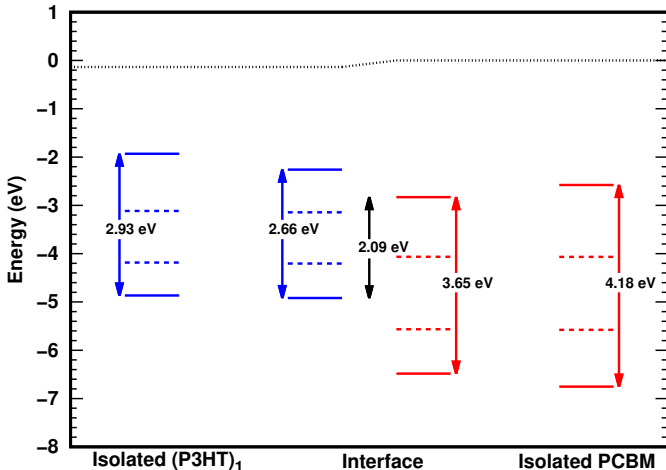 Energy (eV)
1
0
−1
−2
−3
−4
−5
−6
−7
−8
2.93 eV
2.66 eV
2.09 eV
3.65 eV
4.18 eV
Isolated (P3HT)₁
Interface
Isolated PCBM